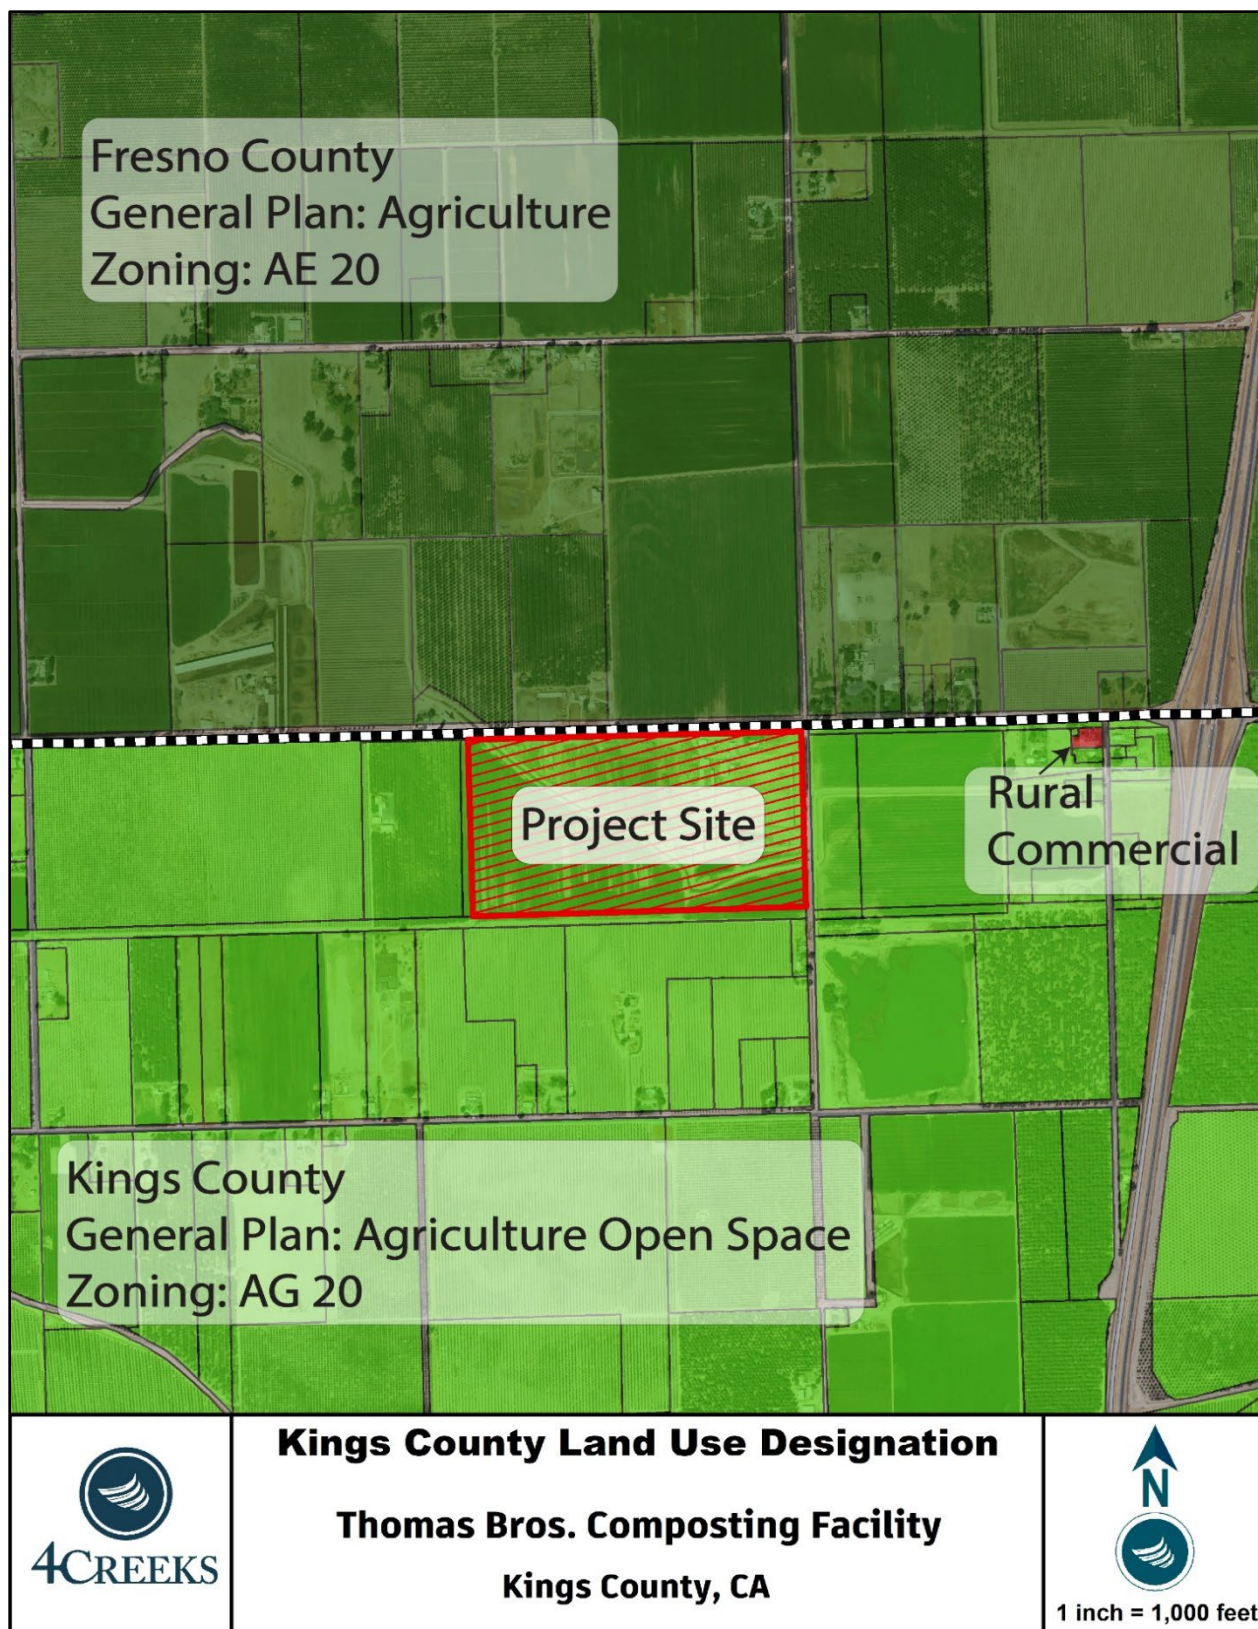 Fresno County
General Plan: Agriculture
Zoning: AE 20
Project Site
Rural
Commercial
Kings County
General Plan: Agriculture Open Space
Zoning: AG 20
4CREEKS
Kings County Land Use Designation
Thomas Bros. Composting Facility
Kings County, CA
N
1 inch = 1,000 feet